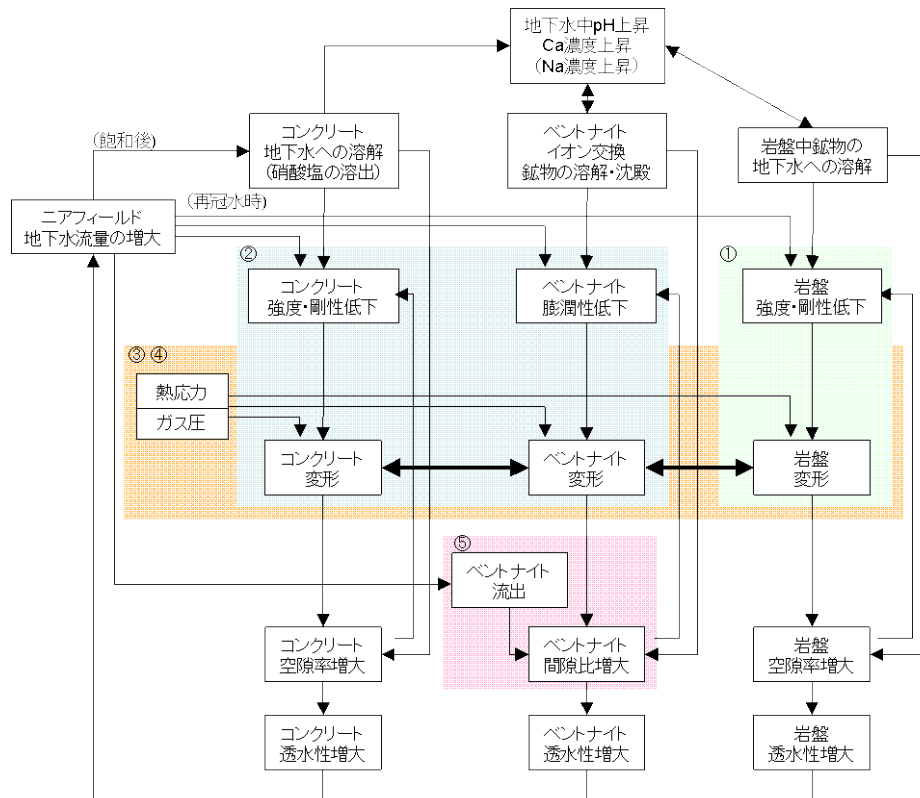 地下水中pH上昇
Ca濃度上昇
(Na濃度上昇)
(飽和後)
コンクリート
地下水への溶解
(硝酸塩の溶出)
ベントナイト
イオン交換
鉱物の溶解・沈殿
岩盤中鉱物の
地下水への溶解
(再冠水時)
ニアフィールド
地下水流量の増大
②
①
コンクリート
強度・剛性低下
ベントナイト
膨潤性低下
岩盤
強度・剛性低下
③ ④
熱応力
ガス圧
コンクリート
変形
ベントナイト
変形
岩盤
変形
⑤
ベントナイト
流出
コンクリート
空隙率増大
ベントナイト
間隙比増大
岩盤
空隙率増大
コンクリート
透水性増大
ベントナイト
透水性増大
岩盤
透水性増大